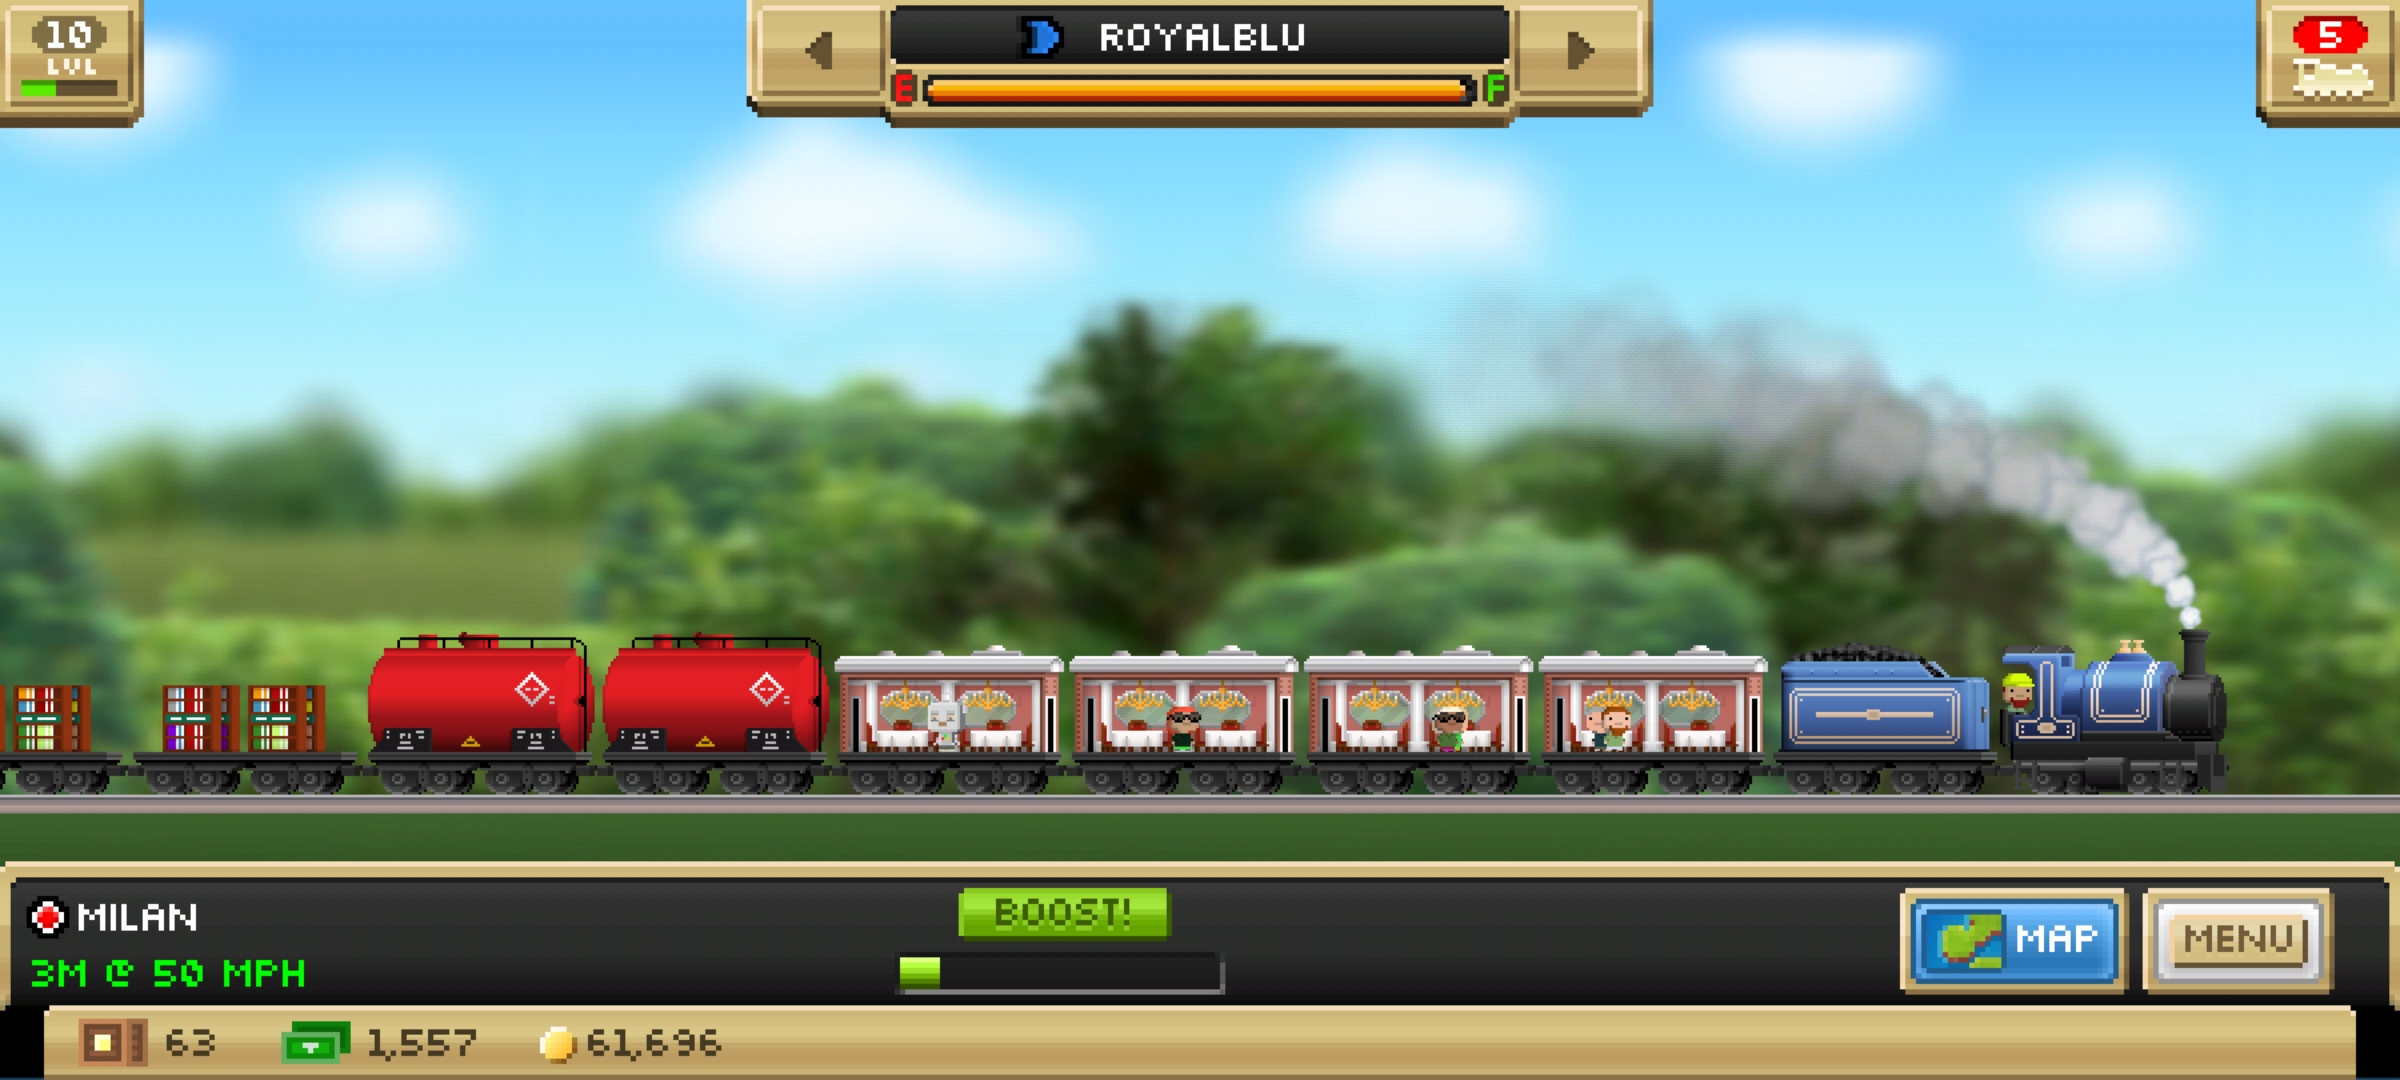 10
LVL
ROYALBLU
E F
5
MILAN
BOOST!
3M @ 50 MPH
MAP
MENU
63
1,557
61,696